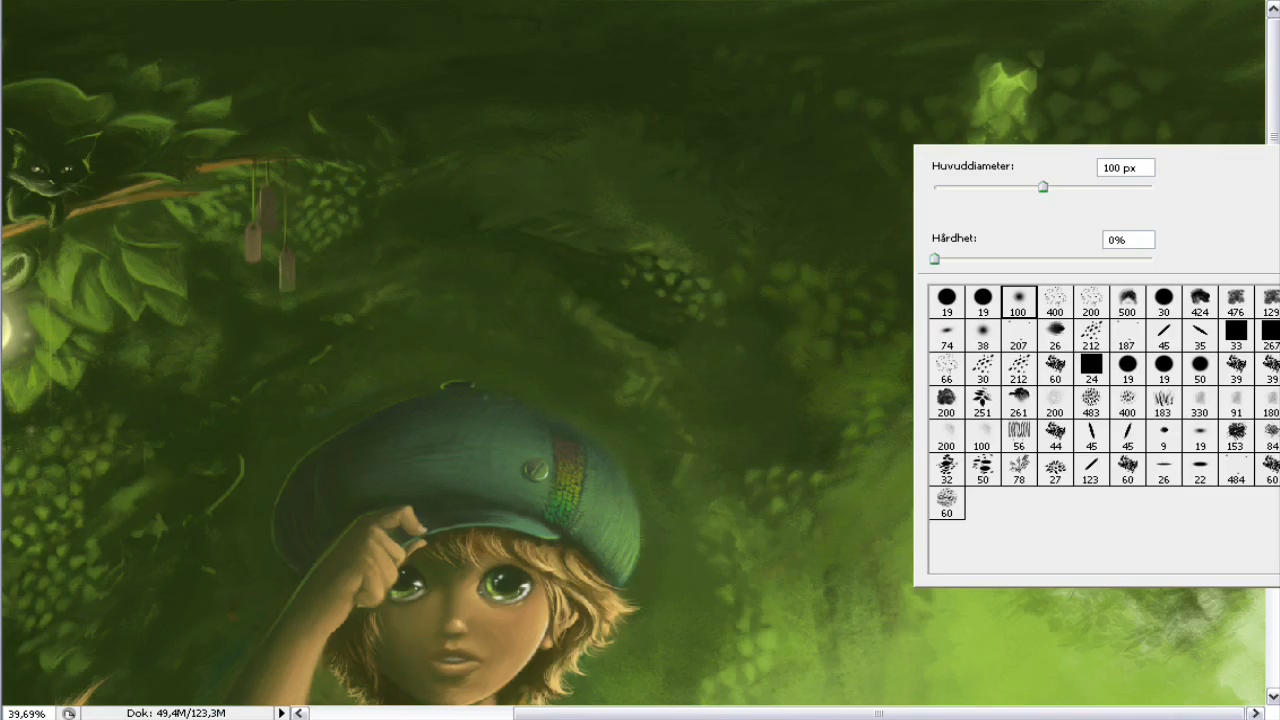 Huvuddiameter: 100 px
Hårdhet: 0%
19 19 100 400 200 500 30 424 476 129
74 38 207 26 212 187 45 35 33 267
66 30 212 60 24 19 19 50 39 39
200 251 261 200 483 400 183 330 91 180
200 100 56 44 45 45 9 19 153 84
32 50 78 27 123 60 26 22 484 60
60
39,69% Dok: 49,4M/123,3M